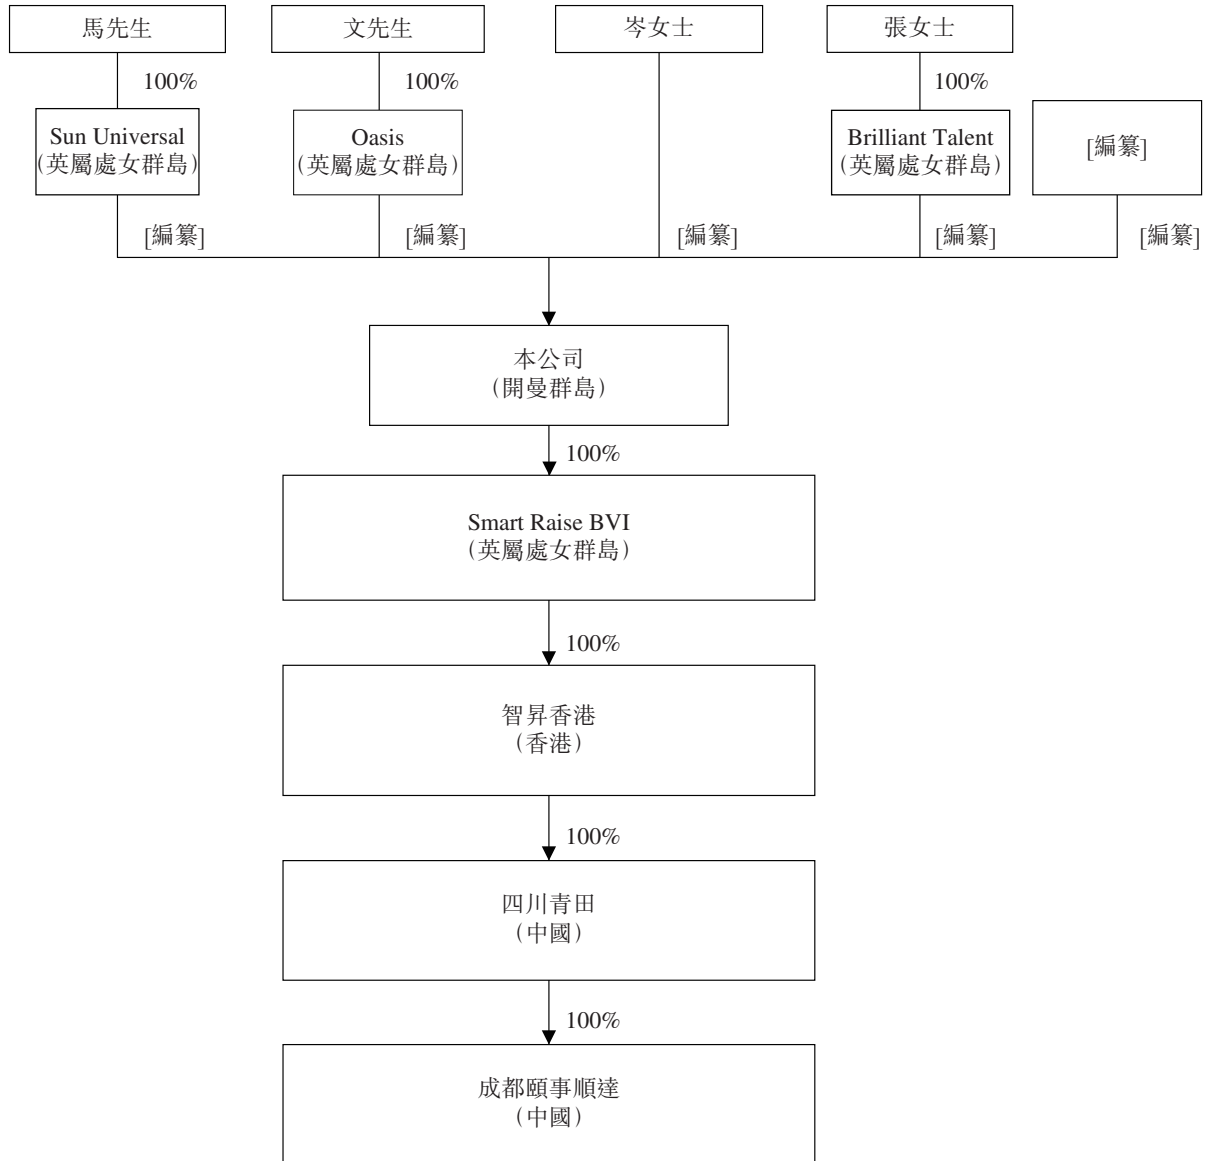 馬先生
文先生
岑女士
張女士
100%
100%
100%
Sun Universal
(英屬處女群島)
Oasis
(英屬處女群島)
Brilliant Talent
(英屬處女群島)
[編纂]
[編纂]
[編纂]
[編纂]
[編纂]
[編纂]
本公司
(開曼群島)
100%
Smart Raise BVI
(英屬處女群島)
100%
智昇香港
(香港)
100%
四川青田
(中國)
100%
成都頤事順達
(中國)